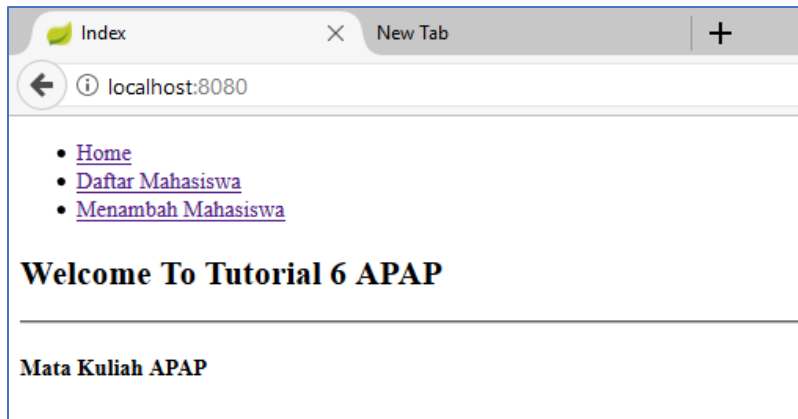 Index
New Tab
localhost:8080
Home
Daftar Mahasiswa
Menambah Mahasiswa
Welcome To Tutorial 6 APAP
Mata Kuliah APAP